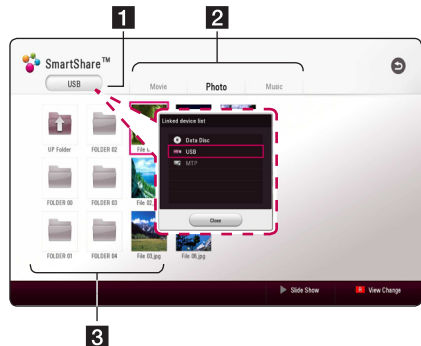 1
2
SmartShare™
USB
Movie
Photo
Music
Linked device list
Data Disc
USB
MTP
Close
UP Folder
FOLDER 02
FOLDER 00
FOLDER 03
File 02.
FOLDER 01
FOLDER 04
File 03.jpg
File 06.jpg
Slide Show
R
View Change
3